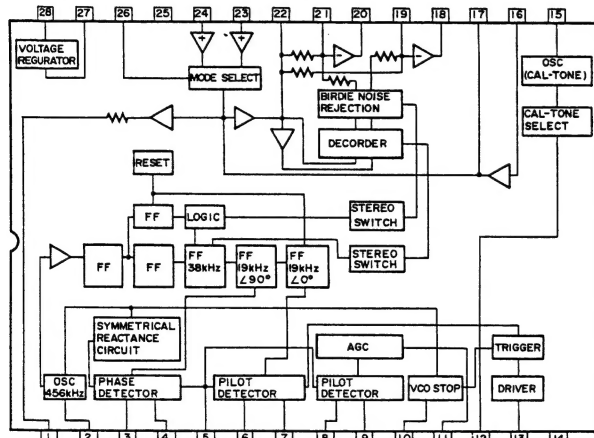 28 27 26 25 24 23 22 21 20 19 18 17 16 15
VOLTAGE
REGURATOR
+ +
MODE SELECT
- -
OSC
(CAL-TONE)
BIRDIE NOISE
REJECTION
CAL-TONE
SELECT
DECORDER
RESET
FF
LOGIC
STEREO
SWITCH
FF
FF
FF
38kHz
FF
19kHz
∠90°
FF
19kHz
∠0°
STEREO
SWITCH
SYMMETRICAL
REACTANCE
CIRCUIT
AGC
TRIGGER
OSC
456kHz
PHASE
DETECTOR
PILOT
DETECTOR
PILOT
DETECTOR
VCO STOP
DRIVER
1 2 3 4 5 6 7 8 9 10 11 12 13 14